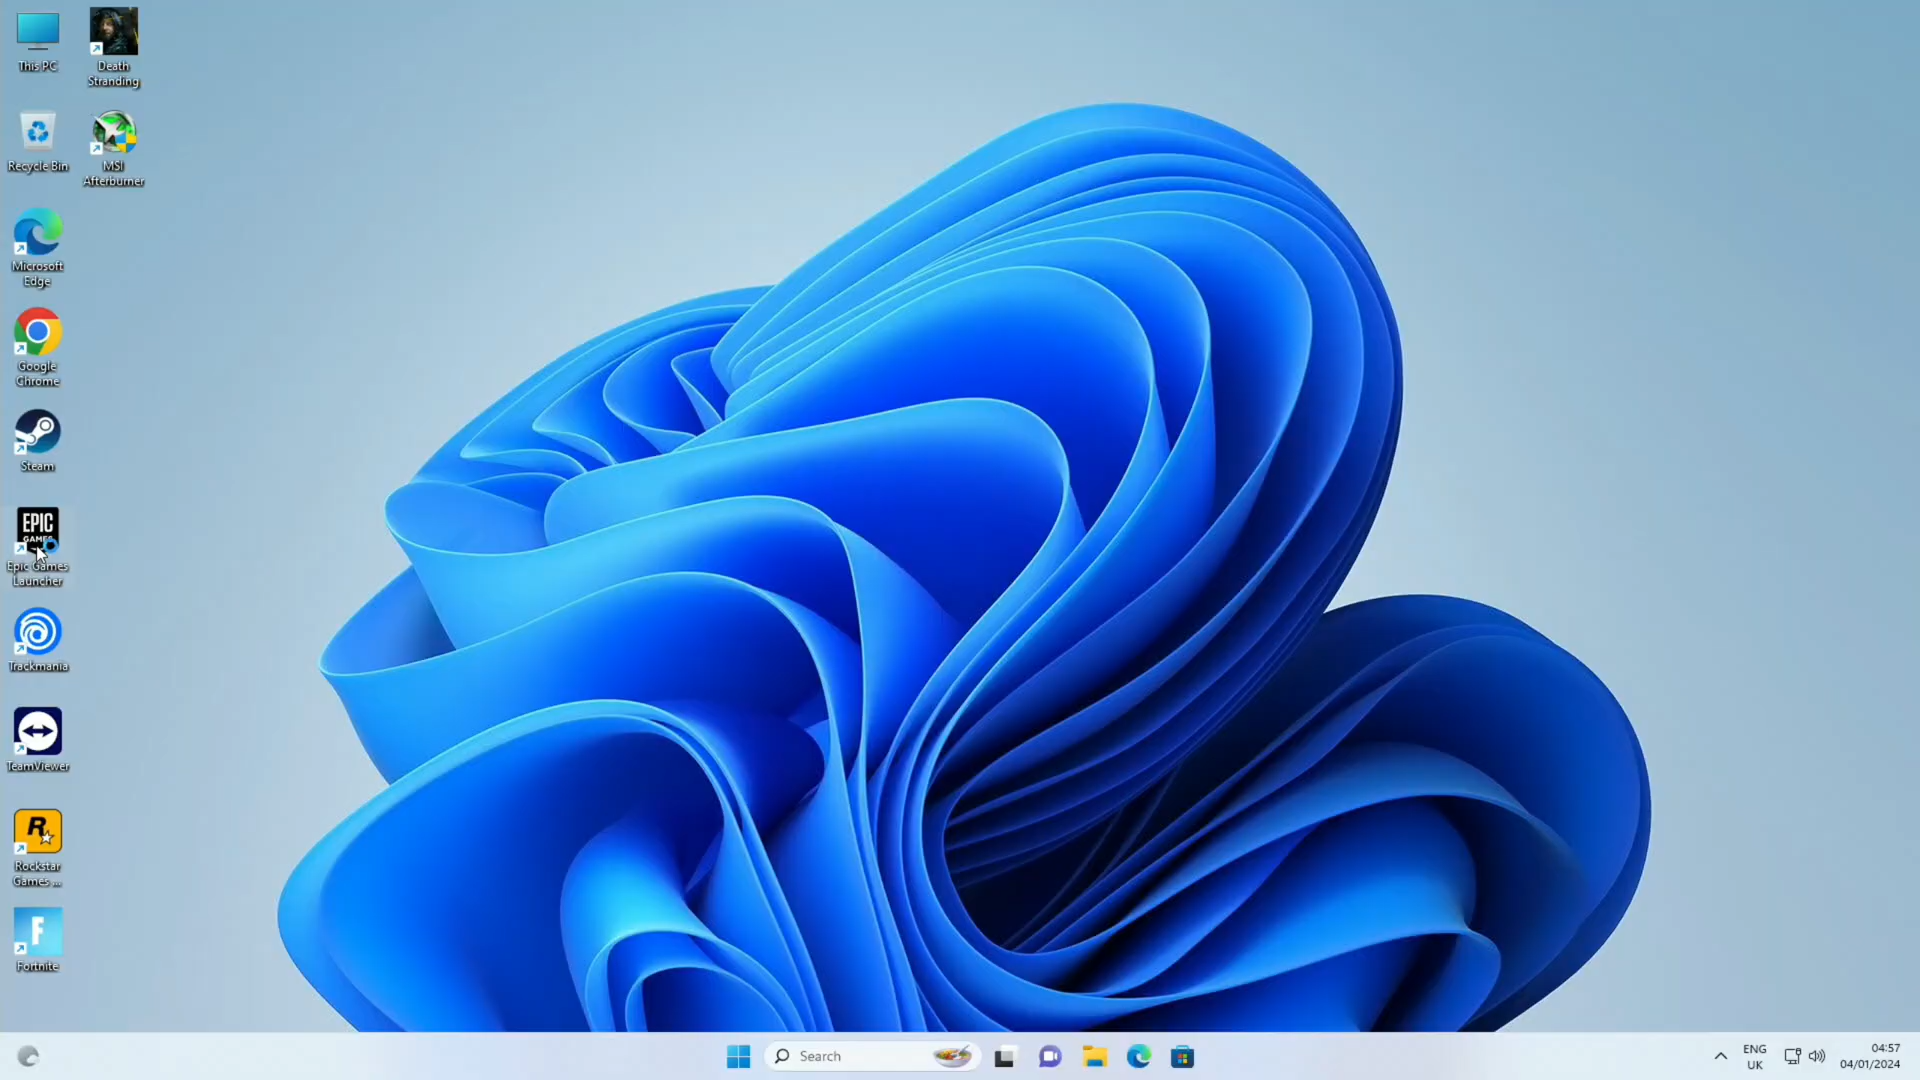 This PC
Death
Stranding
Recycle Bin
MSI
Afterburner
Microsoft
Edge
Google
Chrome
Steam
EPIC
GAMES
Epic Games
Launcher
Trackmania
TeamViewer
R
Rockstar
Games ...
F
Fortnite
Search
ENG
UK
04:57
04/01/2024